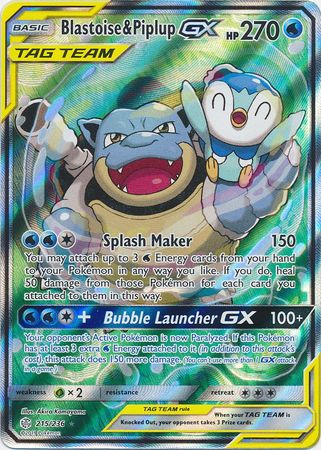 BASIC
Blastoise&Piplup GX HP270
TAG TEAM
Splash Maker 150
You may attach up to 3 Energy cards from your hand
to your Pokémon in any way you like. If you do, heal
50 damage from those Pokémon for each card you
attached to them in this way.
+ Bubble Launcher GX 100+
Your opponent's Active Pokémon is now Paralyzed. If this Pokémon
has at least 3 extra Energy attached to it (in addition to this attack's
cost), this attack does 150 more damage. (You can't use more than 1 GX attack
in a game.)
weakness × 2 resistance retreat
Illus. Akira Komayama
TAG TEAM rule
When your TAG TEAM is
Knocked Out, your opponent takes 3 Prize cards.
215/236
©2019 Pokémon